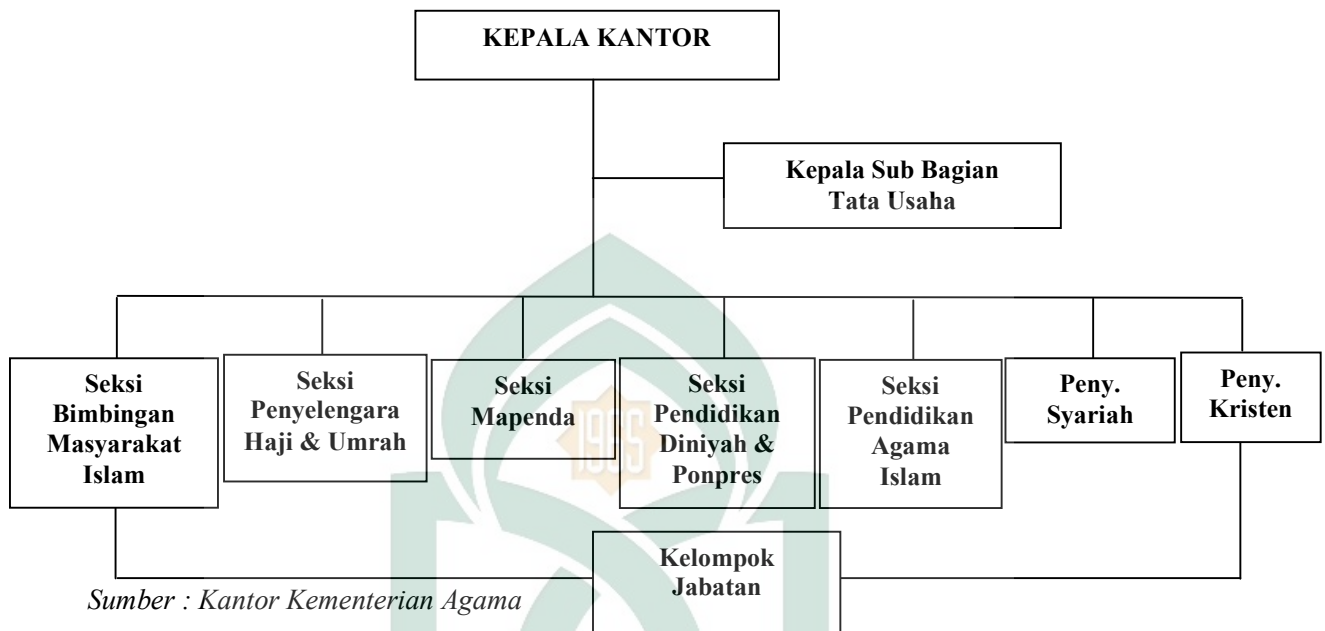 KEPALA KANTOR
Kepala Sub Bagian
Tata Usaha
Seksi
Bimbingan
Masyarakat
Islam
Seksi
Penyelengara
Haji & Umrah
Seksi
Mapenda
Seksi
Pendidikan
Diniyah &
Ponpres
Seksi
Pendidikan
Agama
Islam
Peny.
Syariah
Peny.
Kristen
1965
Kelompok
Jabatan
Sumber : Kantor Kementerian Agama